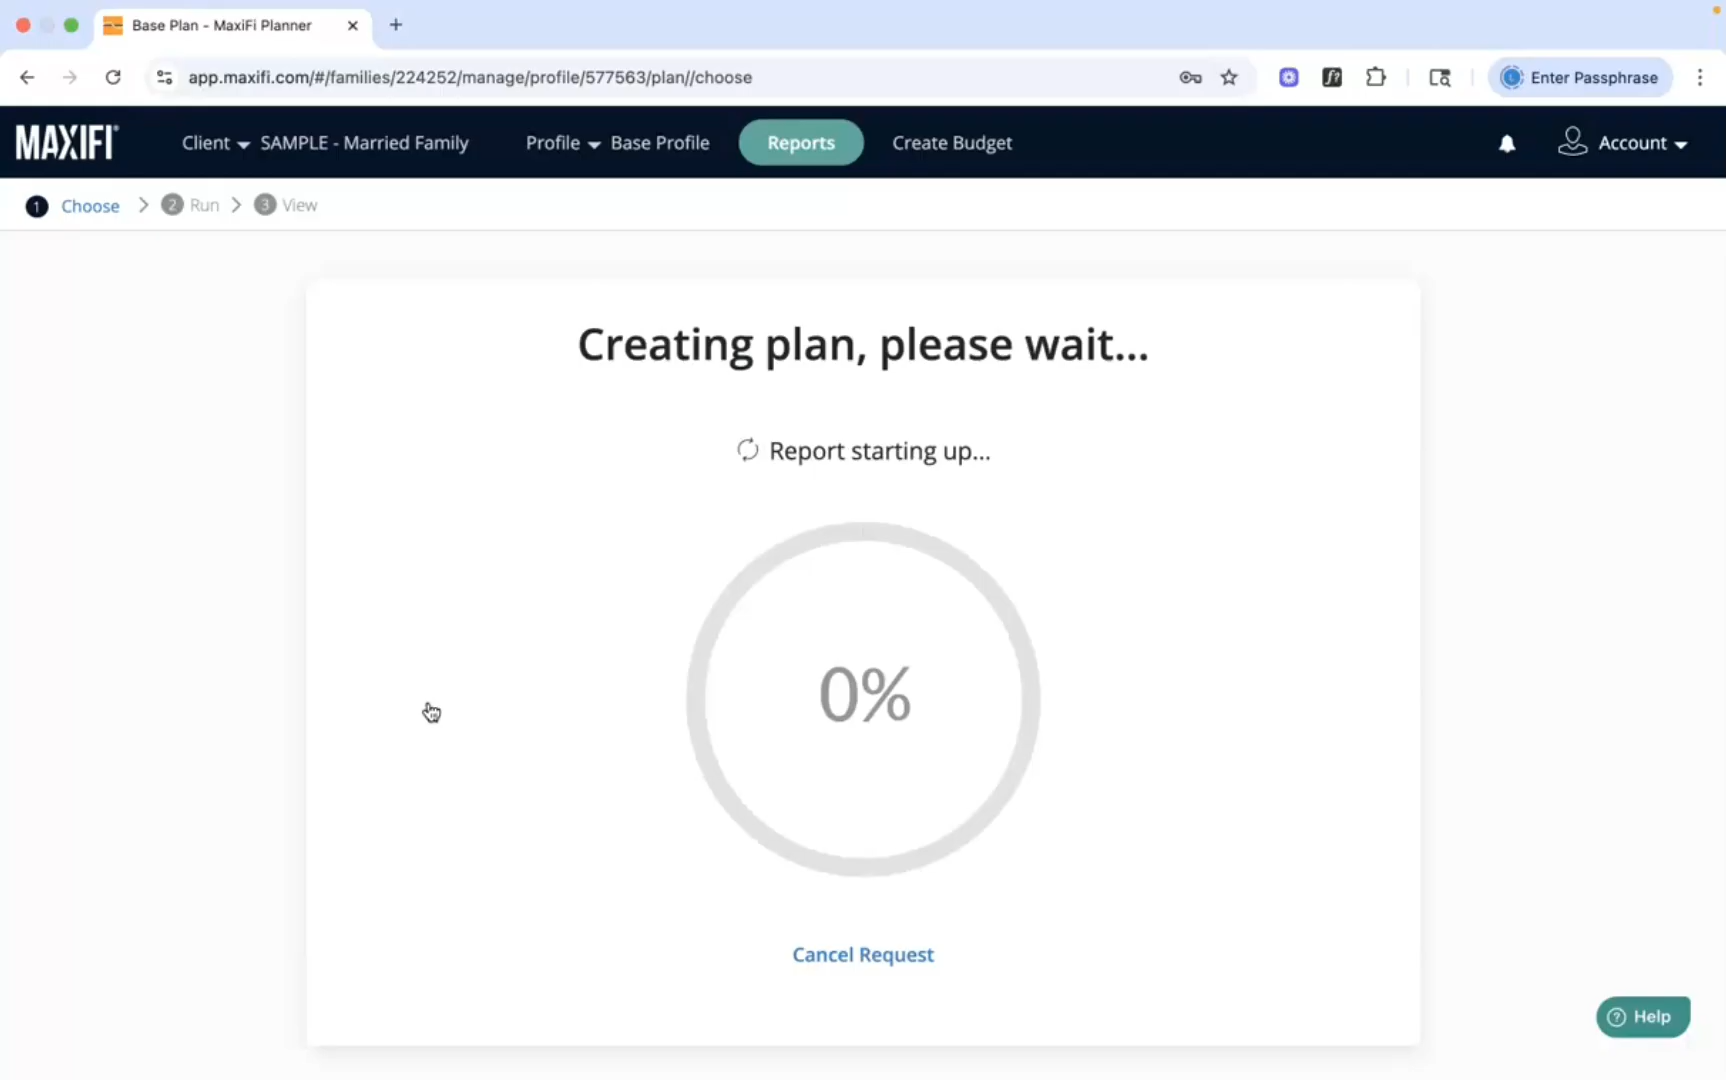 Base Plan - MaxiFi Planner
app.maxifi.com/#/families/224252/manage/profile/577563/plan//choose
Enter Passphrase
MAXIFI®
Client SAMPLE - Married Family
Profile Base Profile
Reports
Create Budget
Account
1 Choose
2 Run
3 View
Creating plan, please wait...
Report starting up...
0%
Cancel Request
? Help